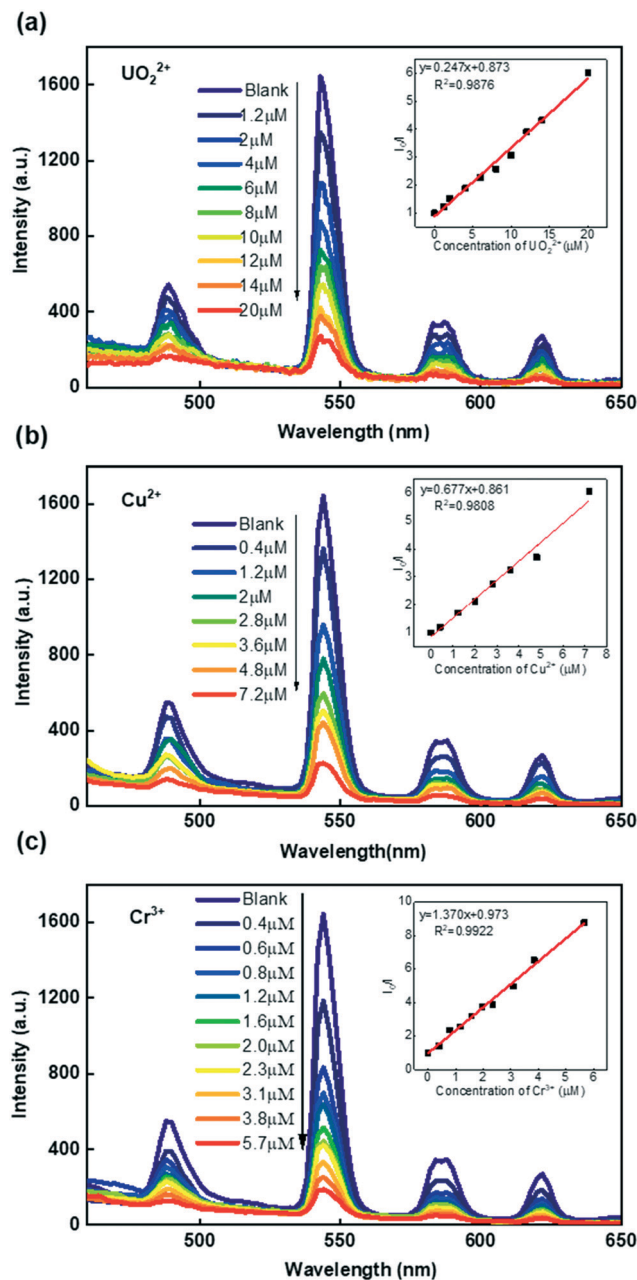 (a)
UO₂²⁺
Blank
1.2μM
2μM
4μM
6μM
8μM
10μM
12μM
14μM
20μM
y=0.247x+0.873
R²=0.9876
I₀/I
6
5
4
3
2
1
0 5 10 15 20
Concentration of UO₂²⁺(μM)
Intensity (a.u.)
1600
1200
800
400
0
500 550 600 650
Wavelength (nm)
(b)
Cu²⁺
Blank
0.4μM
1.2μM
2μM
2.8μM
3.6μM
4.8μM
7.2μM
y=0.677x+0.861
R²=0.9808
I₀/I
6
5
4
3
2
1
0 1 2 3 4 5 6 7 8
Concentration of Cu²⁺ (μM)
Intensity (a.u.)
1600
1200
800
400
0
500 550 600 650
Wavelength(nm)
(c)
Cr³⁺
Blank
0.4μM
0.6μM
0.8μM
1.2μM
1.6μM
2.0μM
2.3μM
3.1μM
3.8μM
5.7μM
y=1.370x+0.973
R²=0.9922
I₀/I
10
8
6
4
2
0
0 1 2 3 4 5 6
Concentration of Cr³⁺ (μM)
Intensity (a.u.)
1600
1200
800
400
0
500 550 600 650
Wavelength (nm)